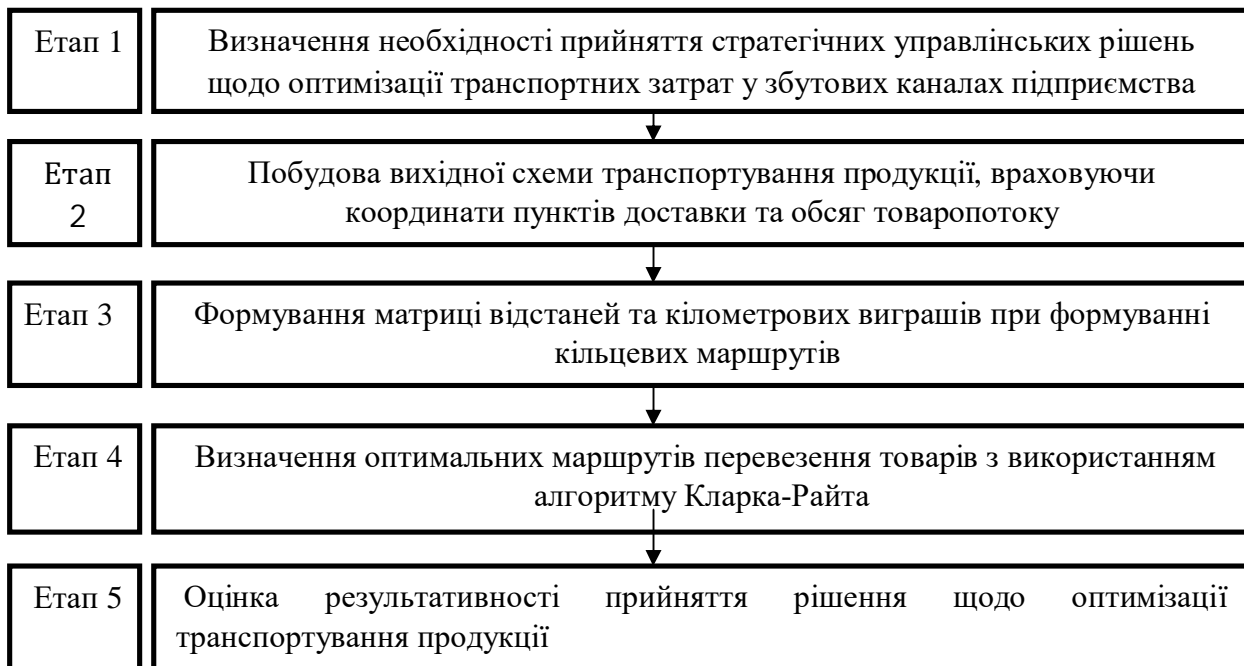 Етап 1
Визначення необхідності прийняття стратегічних управлінських рішень
щодо оптимізації транспортних затрат у збутових каналах підприємства
Етап
2
Побудова вихідної схеми транспортування продукції, враховуючи
координати пунктів доставки та обсяг товаропотоку
Етап 3
Формування матриці відстаней та кілометрових виграшів при формуванні
кільцевих маршрутів
Етап 4
Визначення оптимальних маршрутів перевезення товарів з використанням
алгоритму Кларка-Райта
Етап 5
Оцінка результативності прийняття рішення щодо оптимізації
транспортування продукції